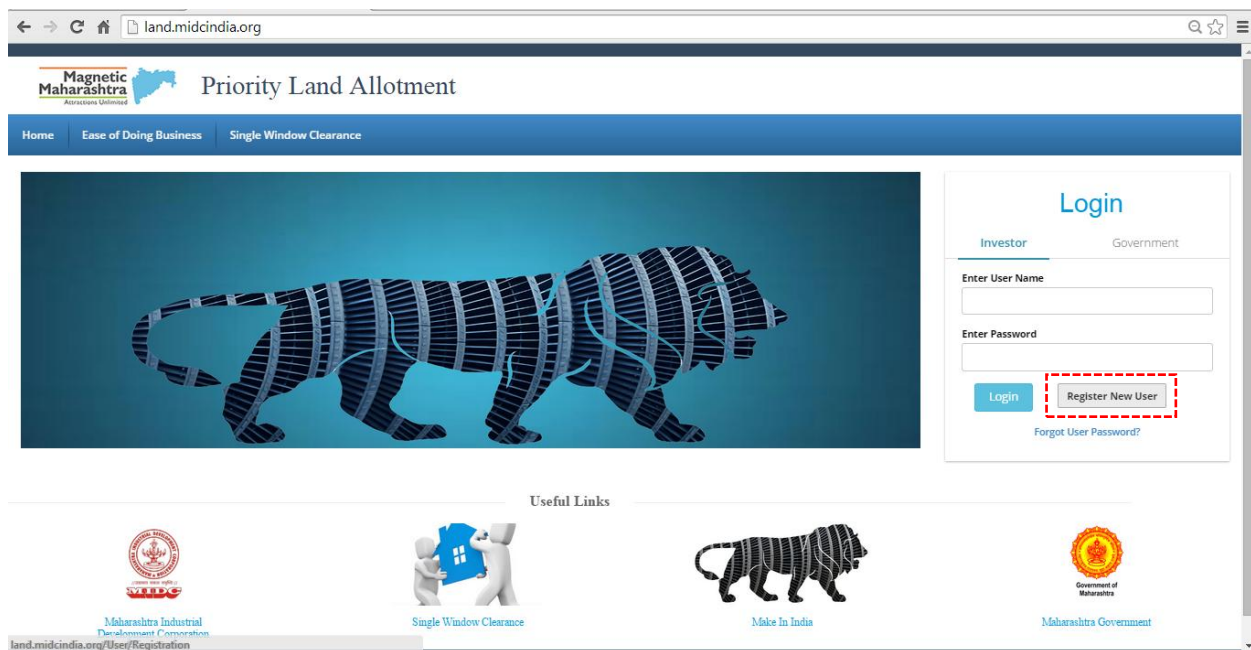 land.midcindia.org
Magnetic
Maharashtra
Attractions Unlimited
Priority Land Allotment
Home Ease of Doing Business Single Window Clearance
Login
Investor Government
Enter User Name
Enter Password
Login Register New User
Forgot User Password?
Useful Links
MIDC
Government of
Maharashtra
Maharashtra Industrial
Development Corporation
Single Window Clearance
Make In India
Maharashtra Government
land.midcindia.org/User/Registration